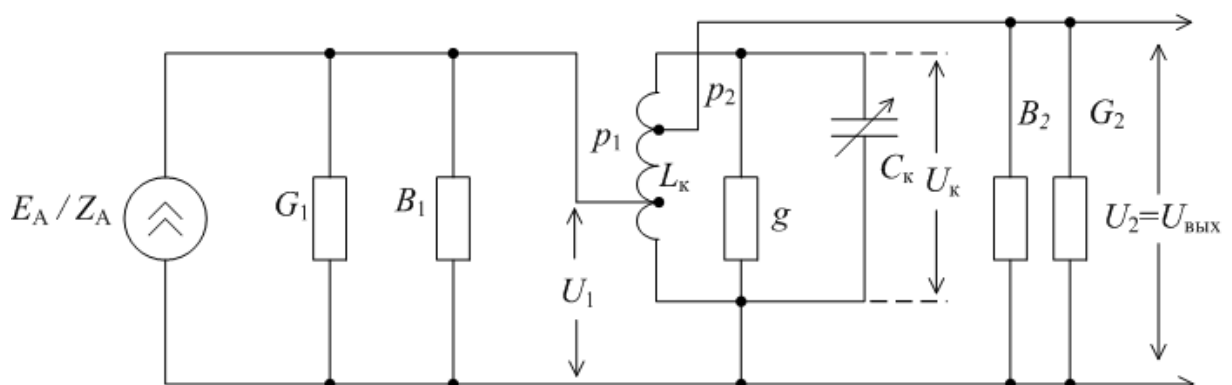 E_A / Z_A
G_1
B_1
U_1
p_1
p_2
L_к
g
C_к
U_к
B_2
G_2
U_2=U_вых